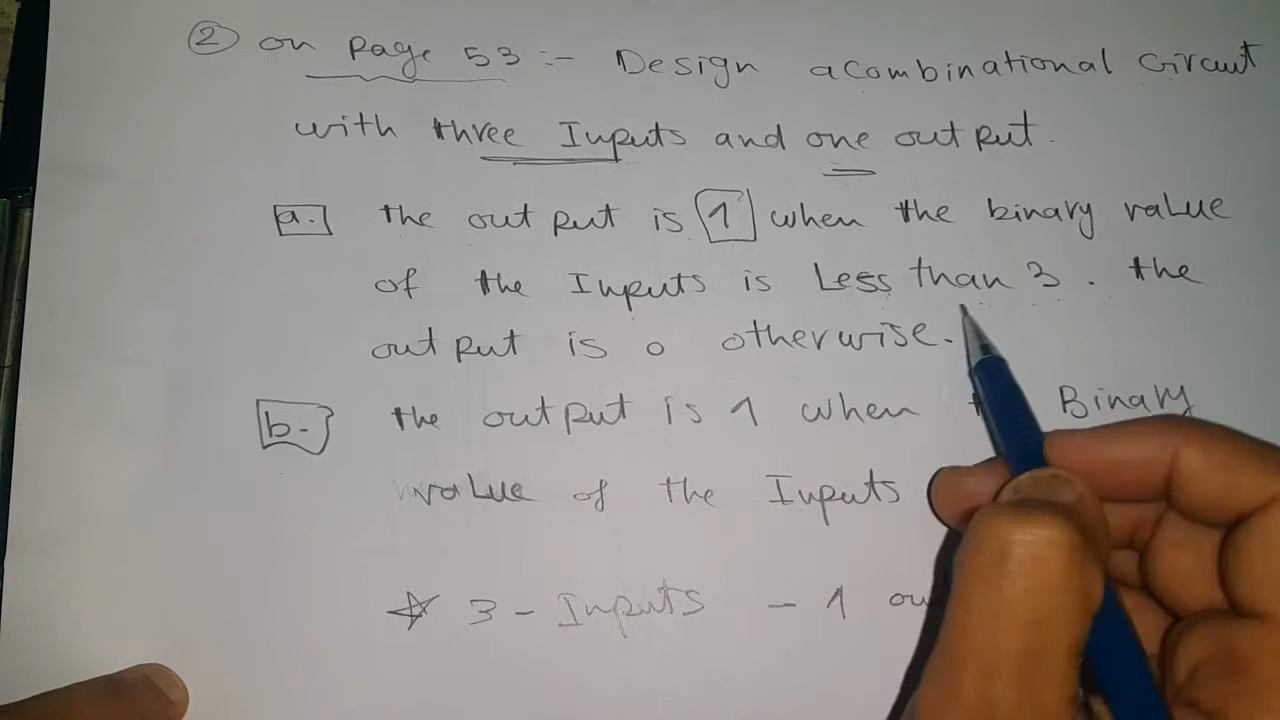 2 on Page 53 :- Design a combinational Circut
with three Inputs and one output.
a. the output is 1 when the binary value
of the Inputs is Less than 3. the
output is 0 otherwise.
b- the output is 1 when Binary
value of the Inputs
☆ 3 - Inputs - 1